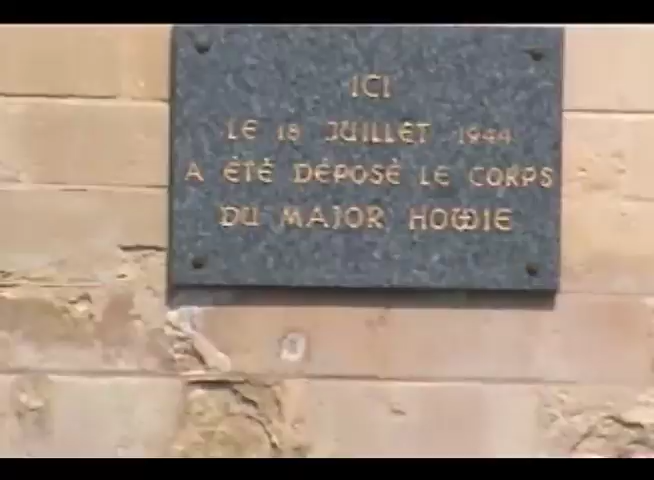 ICI
LE 18 JUILLET 1944
A ÉTÉ DÉPOSÉ LE CORPS
DU MAJOR HOWIE